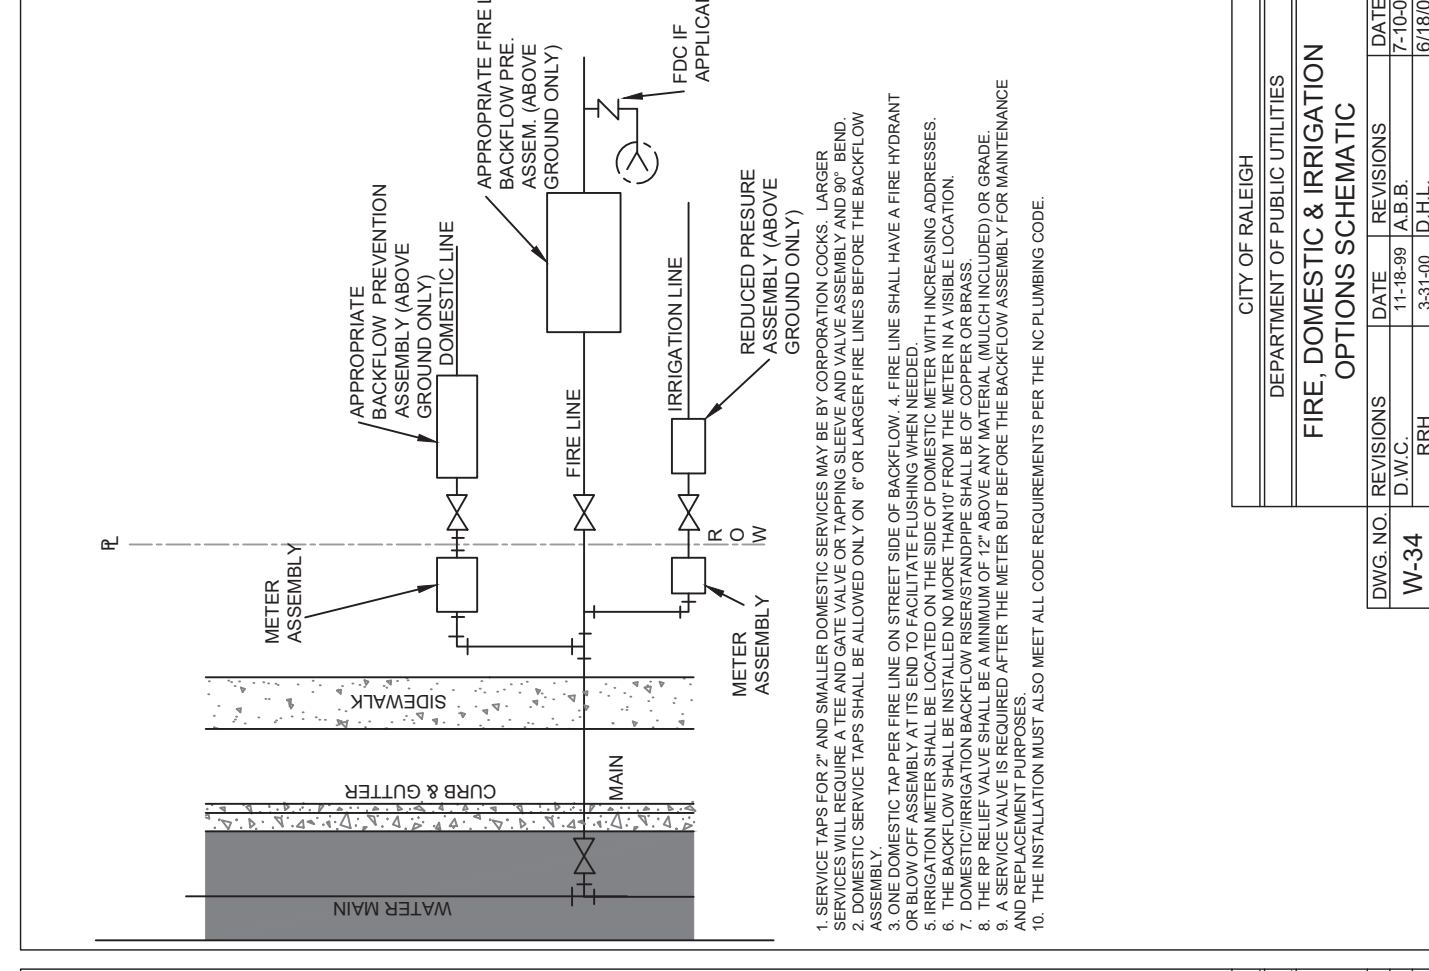 APPROPRIATE FIRE L
BACKFLOW PRE.
ASSEM. (ABOVE
GROUND ONLY)
FDC IF
APPLICA
APPROPRIATE
BACKFLOW PREVENTION
ASSEMBLY (ABOVE
GROUND ONLY)
DOMESTIC LINE
FIRE LINE
IRRIGATION LINE
REDUCED PRESURE
ASSEMBLY (ABOVE
GROUND ONLY)
PL
R O W
METER
ASSEMBLY
METER
ASSEMBLY
SIDEWALK
CURB & GUTTER
MAIN
WATER MAIN
1. SERVICE TAPS FOR 2" AND SMALLER DOMESTIC SERVICES MAY BE BY CORPORATION COCKS. LARGER
SERVICES WILL REQUIRE A TEE AND GATE VALVE OR TAPPING SLEEVE AND VALVE ASSEMBLY AND 90° BEND.
2. DOMESTIC SERVICE TAPS SHALL BE ALLOWED ONLY ON 6" OR LARGER FIRE LINES BEFORE THE BACKFLOW
ASSEMBLY.
3. ONE DOMESTIC TAP PER FIRE LINE ON STREET SIDE OF BACKFLOW. 4. FIRE LINE SHALL HAVE A FIRE HYDRANT
OR BLOW OFF ASSEMBLY AT ITS END TO FACILITATE FLUSHING WHEN NEEDED.
5. IRRIGATION METER SHALL BE LOCATED ON THE SIDE OF DOMESTIC METER WITH INCREASING ADDRESSES.
6. THE BACKFLOW SHALL BE INSTALLED NO MORE THAN10' FROM THE METER IN A VISIBLE LOCATION.
7. DOMESTIC'/IRRIGATION BACKFLOW RISER/STANDPIPE SHALL BE OF COPPER OR BRASS.
8. THE RP RELIEF VALVE SHALL BE A MINIMUM OF 12" ABOVE ANY MATERIAL (MULCH INCLUDED) OR GRADE.
9. A SERVICE VALVE IS REQUIRED AFTER THE METER BUT BEFORE THE BACKFLOW ASSEMBLY FOR MAINTENANCE
AND REPLACEMENT PURPOSES.
10. THE INSTALLATION MUST ALSO MEET ALL CODE REQUIREMENTS PER THE NC PLUMBING CODE.
CITY OF RALEIGH
DEPARTMENT OF PUBLIC UTILITIES
FIRE, DOMESTIC & IRRIGATION
OPTIONS SCHEMATIC
DWG. NO. REVISIONS DATE REVISIONS DATE
W-34 D.W.C. 11-18-99 A.B.B. 7-10-0
RRH 3-31-00 D.H.L. 6/18/0